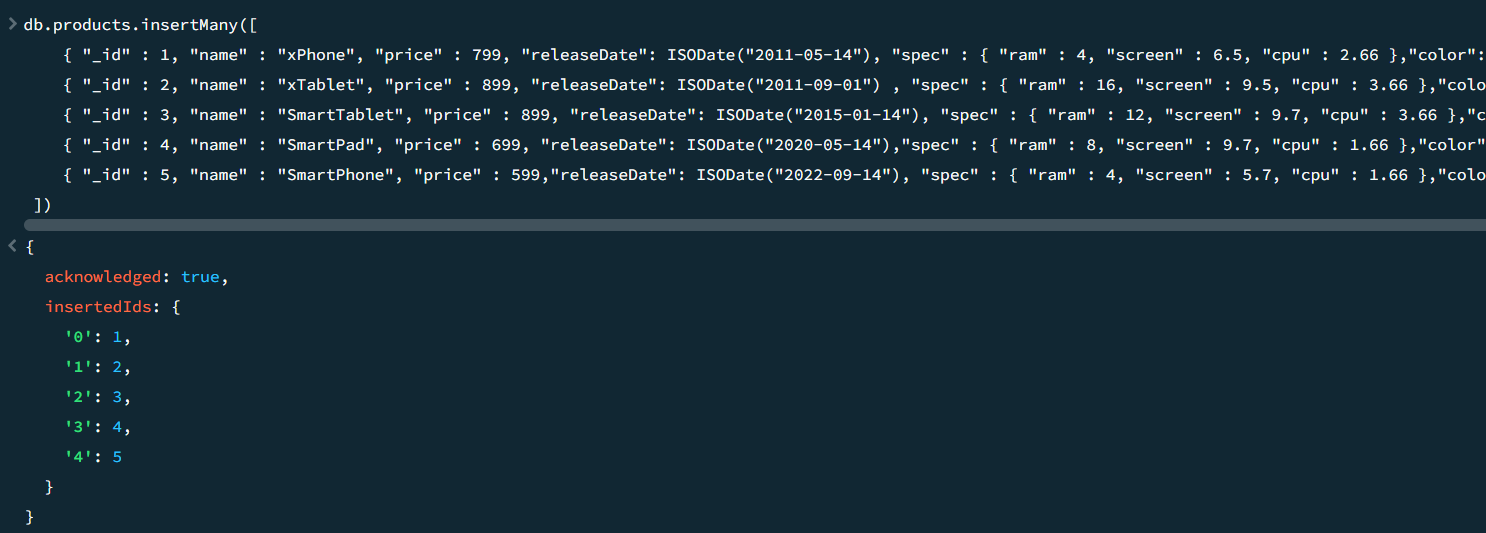 db.products.insertMany([
{ "_id" : 1, "name" : "xPhone", "price" : 799, "releaseDate": ISODate("2011-05-14"), "spec" : { "ram" : 4, "screen" : 6.5, "cpu" : 2.66 },"color":
{ "_id" : 2, "name" : "xTablet", "price" : 899, "releaseDate": ISODate("2011-09-01") , "spec" : { "ram" : 16, "screen" : 9.5, "cpu" : 3.66 },"colo
{ "_id" : 3, "name" : "SmartTablet", "price" : 899, "releaseDate": ISODate("2015-01-14"), "spec" : { "ram" : 12, "screen" : 9.7, "cpu" : 3.66 },"c
{ "_id" : 4, "name" : "SmartPad", "price" : 699, "releaseDate": ISODate("2020-05-14"),"spec" : { "ram" : 8, "screen" : 9.7, "cpu" : 1.66 },"color"
{ "_id" : 5, "name" : "SmartPhone", "price" : 599,"releaseDate": ISODate("2022-09-14"), "spec" : { "ram" : 4, "screen" : 5.7, "cpu" : 1.66 },"colo
])
{
acknowledged: true,
insertedIds: {
'0': 1,
'1': 2,
'2': 3,
'3': 4,
'4': 5
}
}